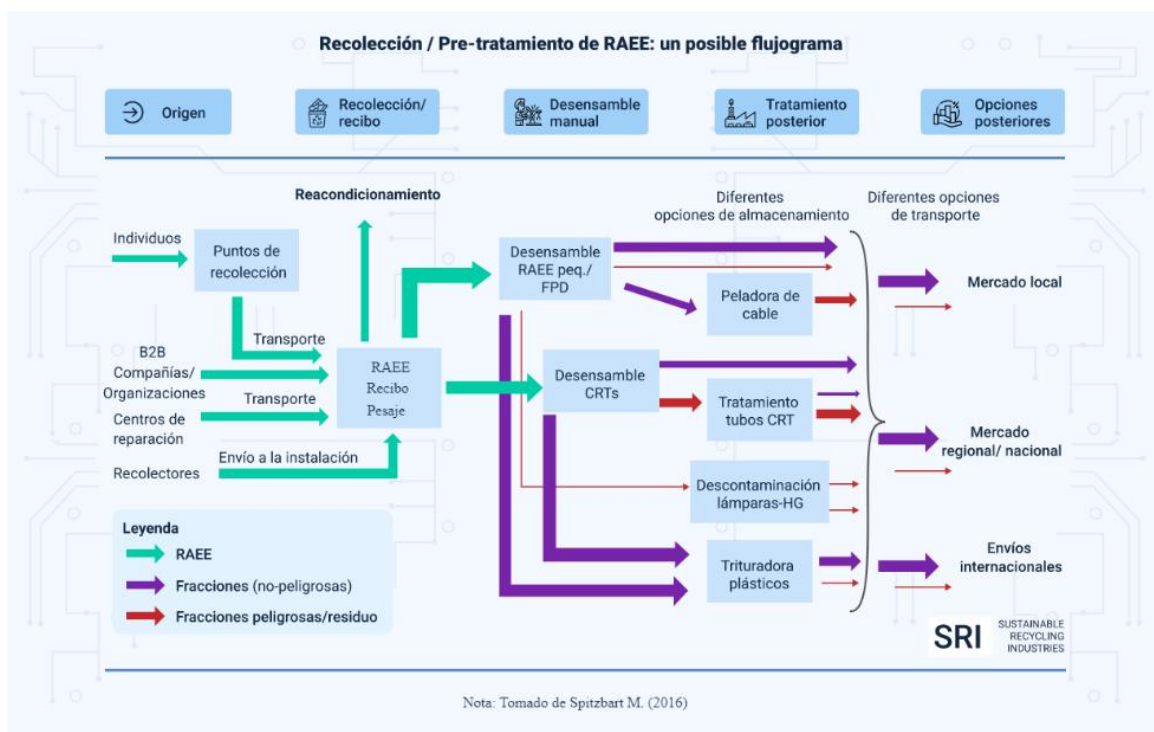 Recolección / Pre-tratamiento de RAEE: un posible flujograma
Origen
Recolección/
recibo
Desensamble
manual
Tratamiento
posterior
Opciones
posteriores
Reacondicionamiento
Diferentes
opciones de almacenamiento
Diferentes opciones
de transporte
Individuos
Puntos de
recolección
Desensamble
RAEE peq./
FPD
Peladora de
cable
Mercado local
Transporte
B2B
Compañías/
Organizaciones
RAEE
Recibo
Pesaje
Desensamble
CRTs
Transporte
Centros de
reparación
Tratamiento
tubos CRT
Mercado
regional/ nacional
Envío a la instalación
Recolectores
Descontaminación
lámparas-HG
Leyenda
RAEE
Fracciones (no-peligrosas)
Fracciones peligrosas/residuo
Trituradora
plásticos
Envíos
internacionales
SRI
SUSTAINABLE
RECYCLING
INDUSTRIES
Nota: Tomado de Spitzbart M. (2016)